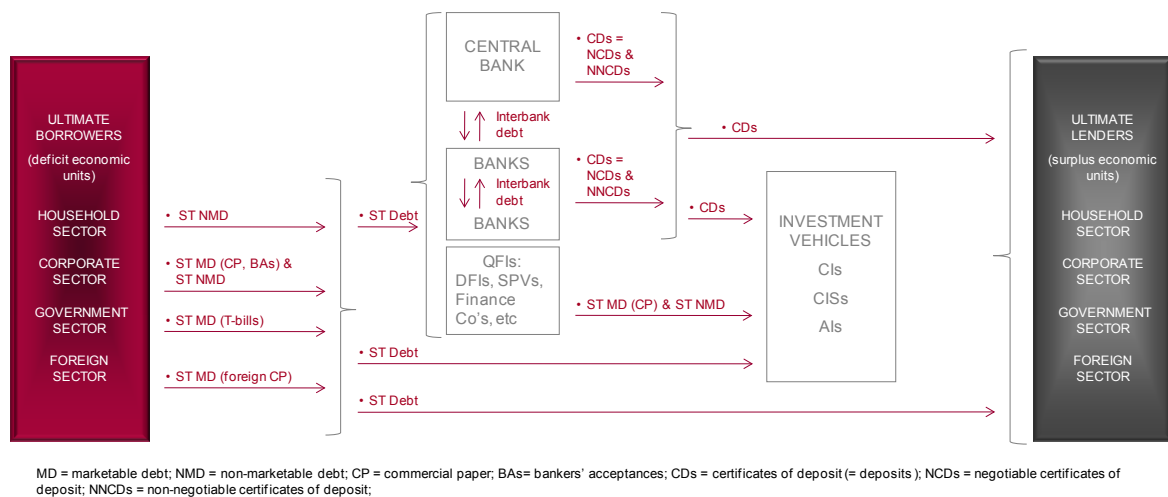 ULTIMATE
BORROWERS
(deficit economic
units)
HOUSEHOLD
SECTOR
CORPORATE
SECTOR
GOVERNMENT
SECTOR
FOREIGN
SECTOR
• ST NMD
• ST MD (CP, BAs) &
ST NMD
• ST MD (T-bills)
• ST MD (foreign CP)
• ST Debt
CENTRAL
BANK
Interbank
debt
BANKS
Interbank
debt
BANKS
QFIs:
DFIs, SPVs,
Finance
Co's, etc
• CDs =
NCDs &
NNCDs
• CDs =
NCDs &
NNCDs
• CDs
• CDs
• ST MD (CP) & ST NMD
• ST Debt
• ST Debt
INVESTMENT
VEHICLES
CIs
CISs
AIs
ULTIMATE
LENDERS
(surplus economic
units)
HOUSEHOLD
SECTOR
CORPORATE
SECTOR
GOVERNMENT
SECTOR
FOREIGN
SECTOR
MD = marketable debt; NMD = non-marketable debt; CP = commercial paper; BAs= bankers' acceptances; CDs = certificates of deposit (= deposits); NCDs = negotiable certificates of
deposit; NNCDs = non-negotiable certificates of deposit;